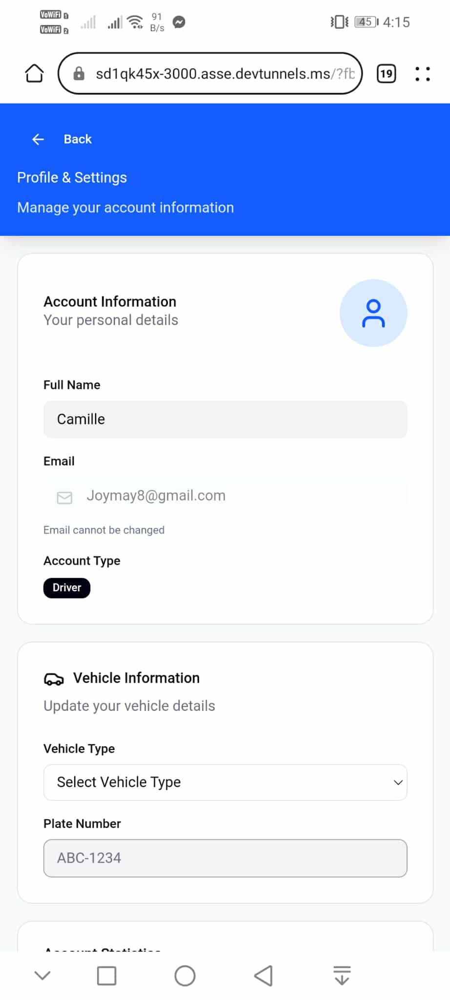 VoWiFi 1
VoWiFi 2
91
B/s
45
4:15
sd1qk45x-3000.asse.devtunnels.ms/?fb
19
Back
Profile & Settings
Manage your account information
Account Information
Your personal details
Full Name
Camille
Email
Joymay8@gmail.com
Email cannot be changed
Account Type
Driver
Vehicle Information
Update your vehicle details
Vehicle Type
Select Vehicle Type
Plate Number
ABC-1234
Account Statistics